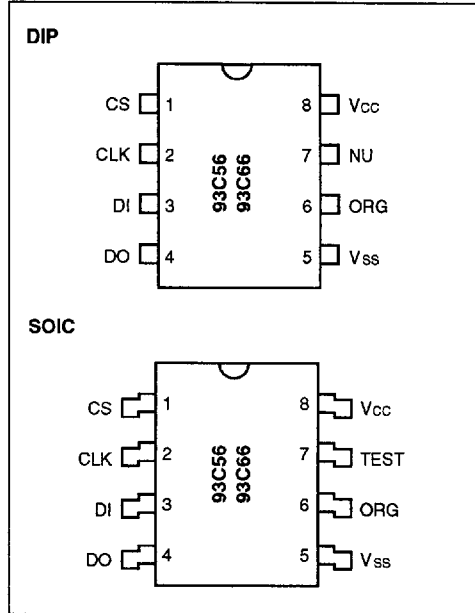 DIP
CS 1 8 Vcc
CLK 2 7 NU
DI 3 6 ORG
DO 4 5 Vss
93C56
93C66
SOIC
CS 1 8 Vcc
CLK 2 7 TEST
DI 3 6 ORG
DO 4 5 Vss
93C56
93C66